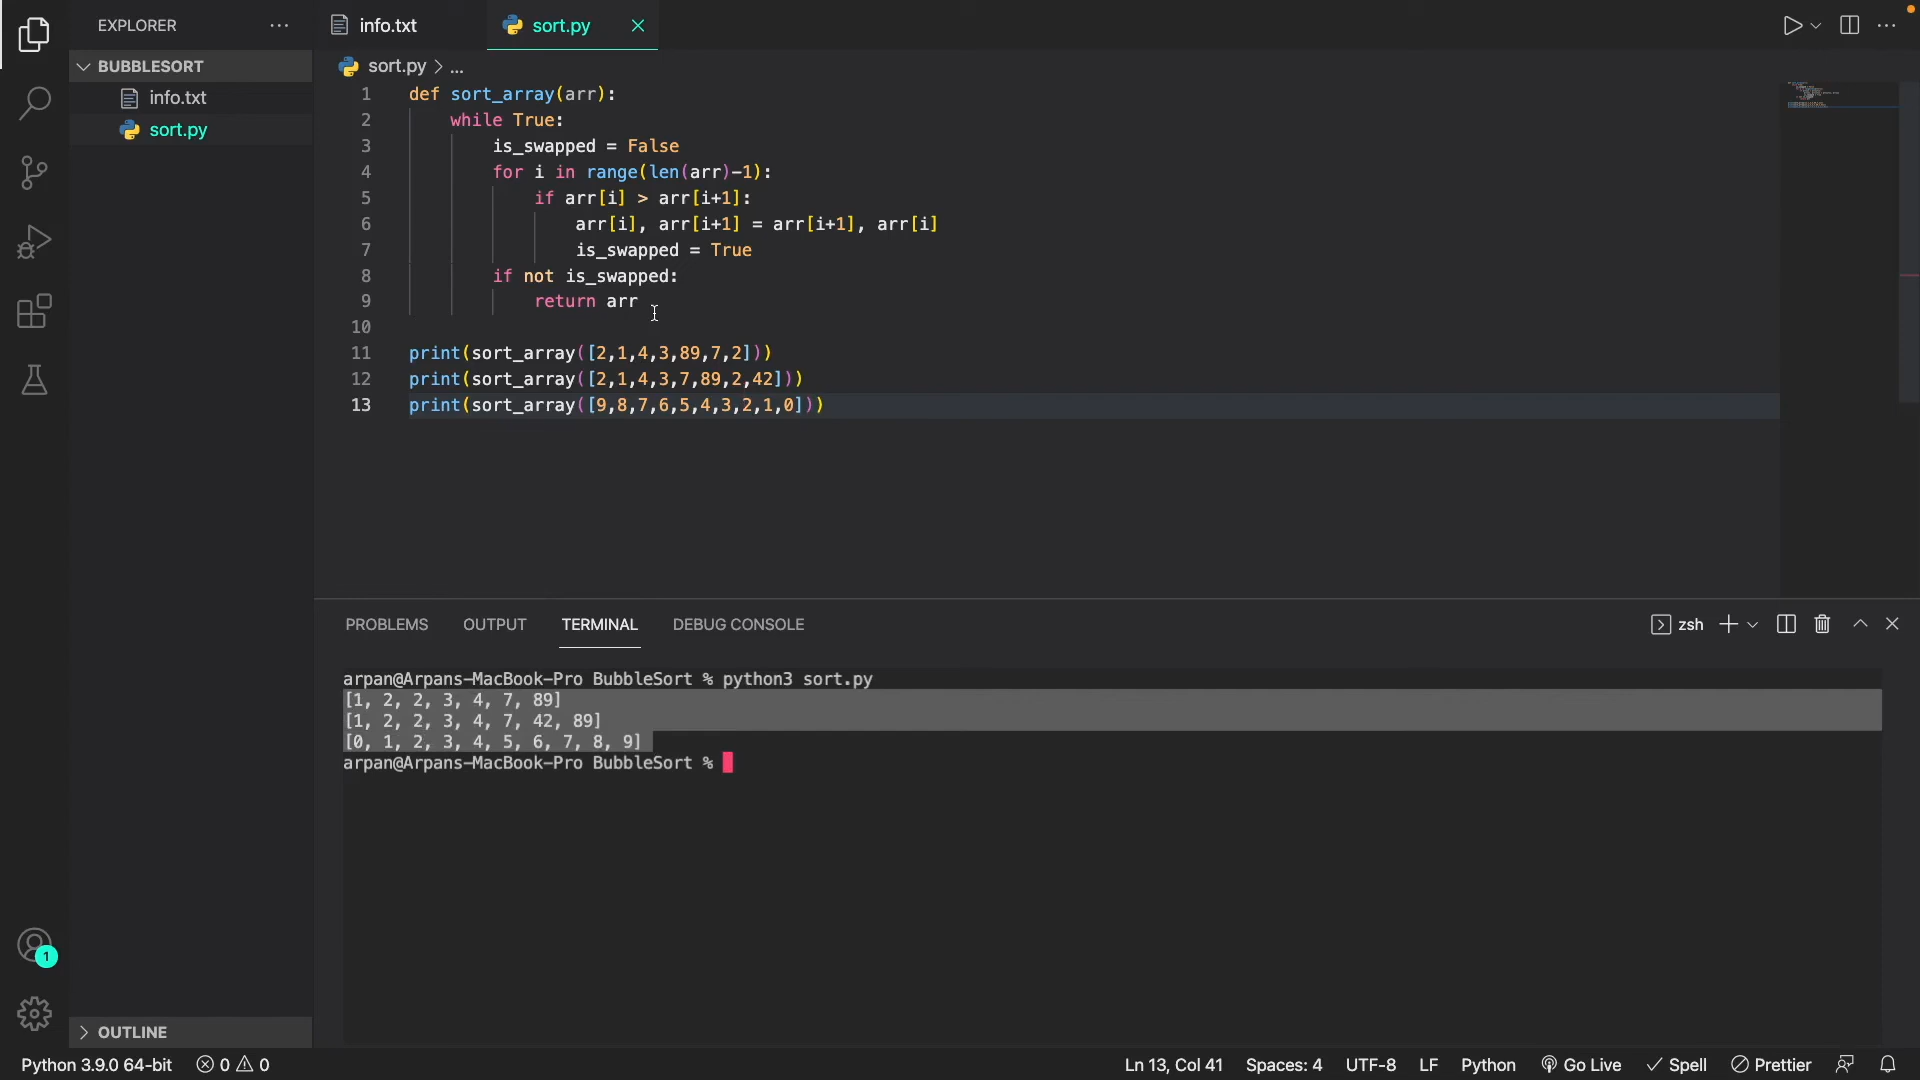 EXPLORER
info.txt
sort.py
BUBBLESORT
info.txt
sort.py
OUTLINE
1
sort.py > ...
1 def sort_array(arr):
2 while True:
3 is_swapped = False
4 for i in range(len(arr)-1):
5 if arr[i] > arr[i+1]:
6 arr[i], arr[i+1] = arr[i+1], arr[i]
7 is_swapped = True
8 if not is_swapped:
9 return arr
10
11 print(sort_array([2,1,4,3,89,7,2]))
12 print(sort_array([2,1,4,3,7,89,2,42]))
13 print(sort_array([9,8,7,6,5,4,3,2,1,0]))
PROBLEMS OUTPUT TERMINAL DEBUG CONSOLE
zsh
arpan@Arpans-MacBook-Pro BubbleSort % python3 sort.py
[1, 2, 2, 3, 4, 7, 89]
[1, 2, 2, 3, 4, 7, 42, 89]
[0, 1, 2, 3, 4, 5, 6, 7, 8, 9]
arpan@Arpans-MacBook-Pro BubbleSort %
Python 3.9.0 64-bit 0 0 Ln 13, Col 41 Spaces: 4 UTF-8 LF Python Go Live Spell Prettier